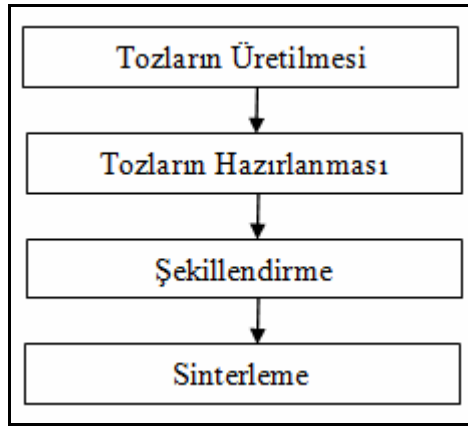 Tozların Üretilmesi
Tozların Hazırlanması
Şekillendirme
Sinterleme